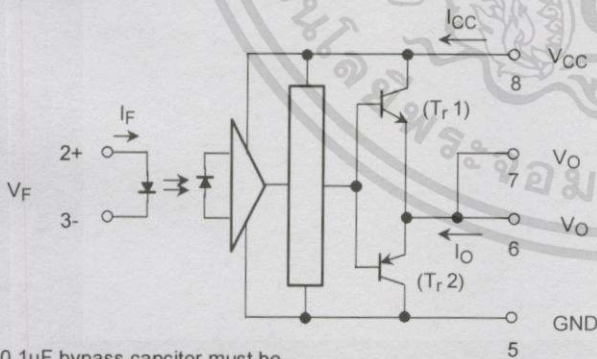 ICC
VCC
8
(Tr 1)
IF
2+
VO
7
VF
3-
VO
6
IO
(Tr 2)
GND
5
0.1uF bypass capcitor must be